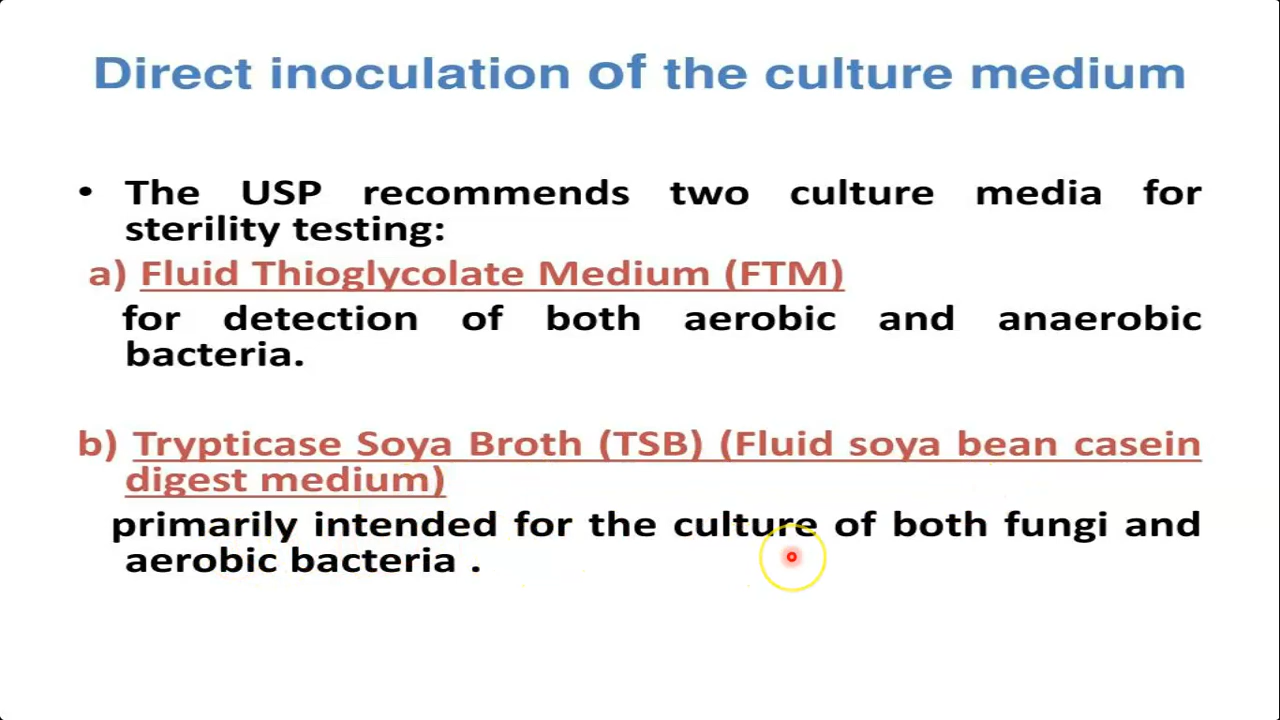 Direct inoculation of the culture medium
• The USP recommends two culture media for
sterility testing:
a) Fluid Thioglycolate Medium (FTM)
for detection of both aerobic and anaerobic
bacteria.
b) Trypticase Soya Broth (TSB) (Fluid soya bean casein
digest medium)
primarily intended for the culture of both fungi and
aerobic bacteria .